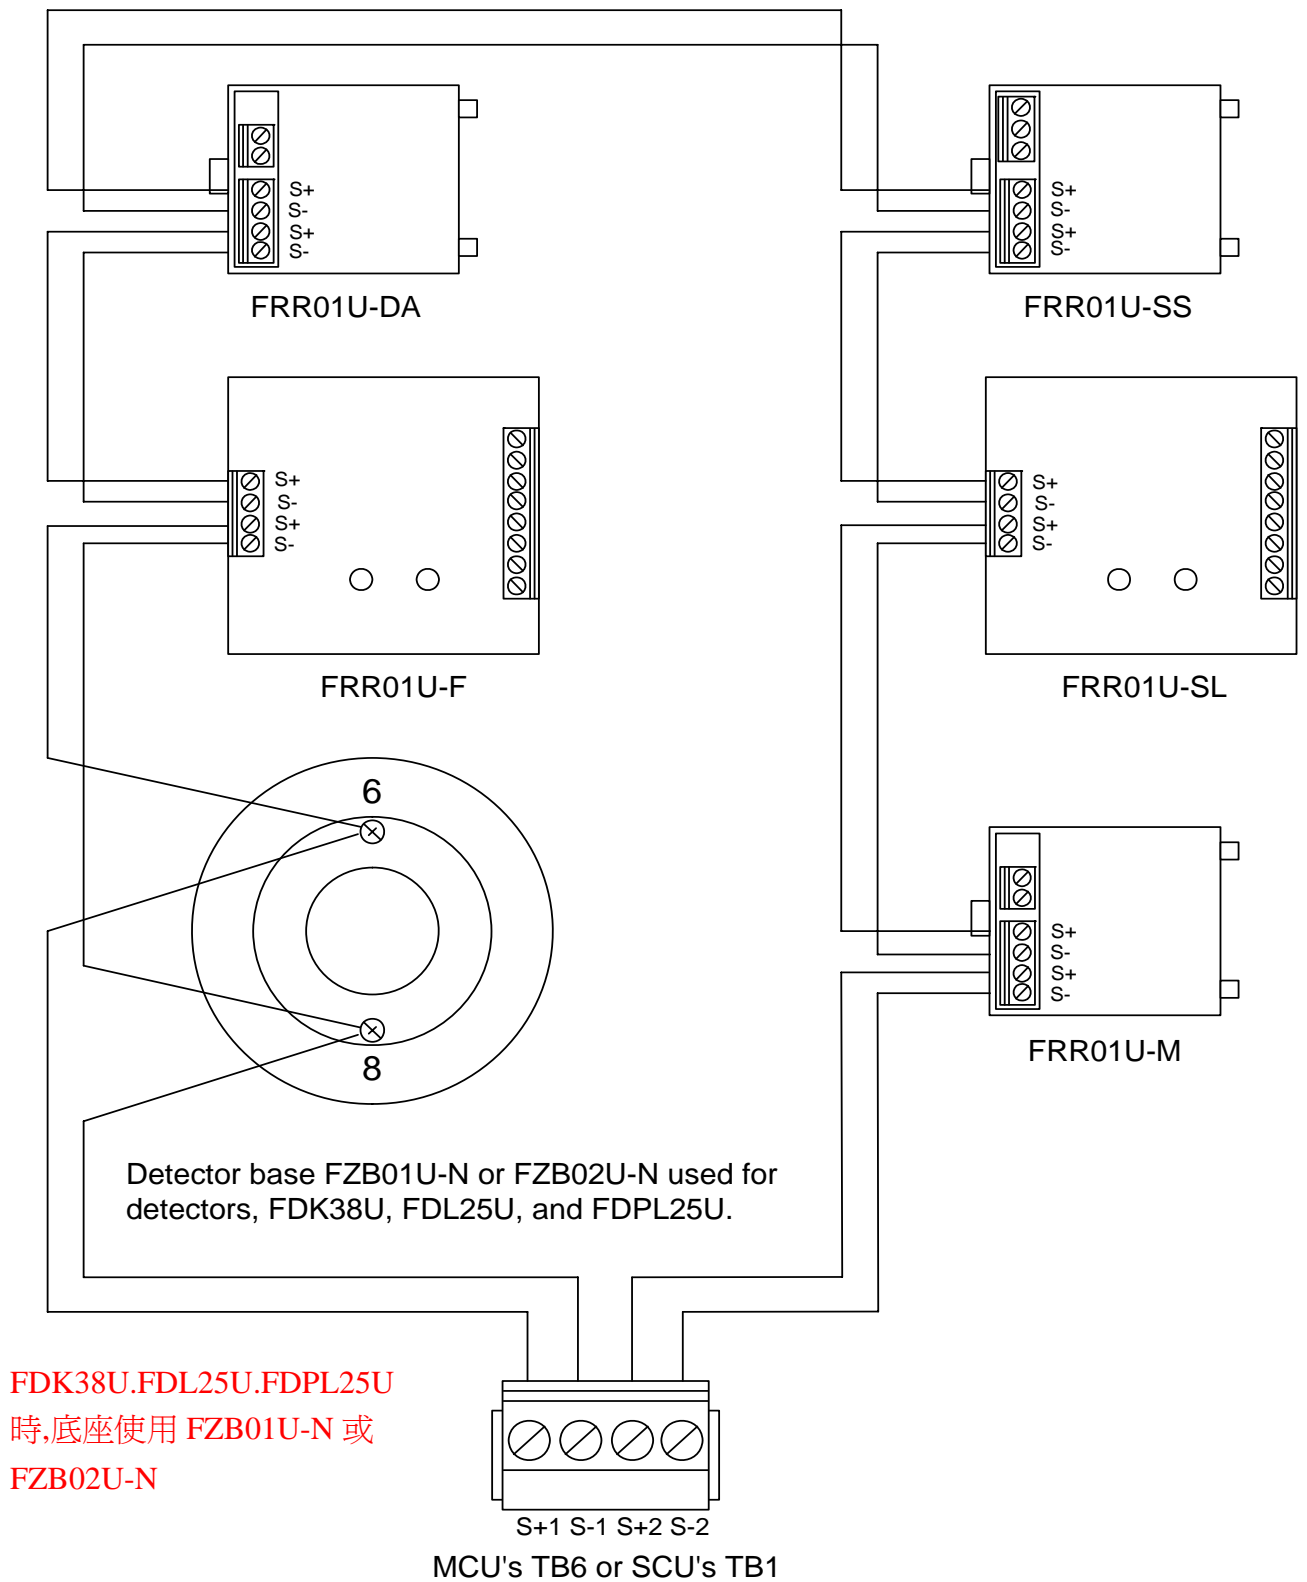 S+
S-
S+
S-
FRR01U-DA
S+
S-
S+
S-
FRR01U-SS
S+
S-
S+
S-
FRR01U-F
S+
S-
S+
S-
FRR01U-SL
6
8
S+
S-
S+
S-
FRR01U-M
Detector base FZB01U-N or FZB02U-N used for
detectors, FDK38U, FDL25U, and FDPL25U.
FDK38U.FDL25U.FDPL25U
時,底座使用 FZB01U-N 或
FZB02U-N
S+1 S-1 S+2 S-2
MCU's TB6 or SCU's TB1